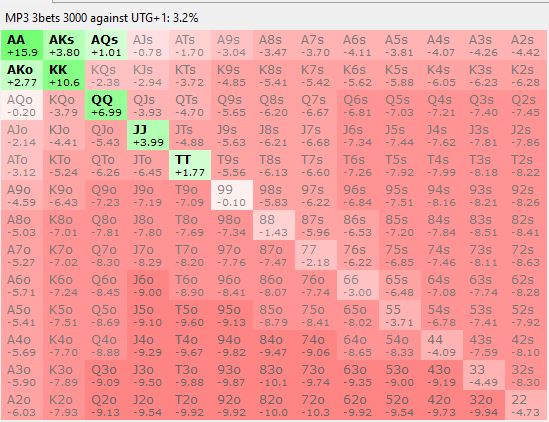 MP3 3bets 3000 against UTG+1: 3.2%
AA AKs AQs AJs ATs A9s A8s A7s A6s A5s A4s A3s A2s
+15.9 +3.80 +1.01 -0.78 -1.70 -3.04 -3.47 -3.70 -4.11 -3.81 -4.07 -4.26 -4.42
AKo KK KQs KJs KTs K9s K8s K7s K6s K5s K4s K3s K2s
+2.77 +10.6 -2.38 -2.94 -3.72 -4.85 -5.41 -5.42 -5.62 -5.88 -6.05 -6.23 -6.28
AQo KQo QQ QJs QTs Q9s Q8s Q7s Q6s Q5s Q4s Q3s Q2s
-0.20 -3.79 +6.99 -3.93 -4.70 -5.65 -6.20 -6.67 -6.81 -7.03 -7.21 -7.40 -7.45
AJo KJo QJo JJ JTs J9s J8s J7s J6s J5s J4s J3s J2s
-2.14 -4.41 -5.43 +3.99 -4.88 -5.63 -6.21 -6.68 -7.34 -7.44 -7.62 -7.81 -7.86
ATo KTo QTo JTo TT T9s T8s T7s T6s T5s T4s T3s T2s
-3.12 -5.24 -6.26 -6.45 +1.77 -5.56 -6.13 -6.60 -7.26 -7.92 -7.99 -8.18 -8.22
A9o K9o Q9o J9o T9o 99 98s 97s 96s 95s 94s 93s 92s
-4.59 -6.43 -7.23 -7.19 -7.09 -0.10 -5.83 -6.22 -6.84 -7.51 -8.16 -8.21 -8.26
A8o K8o Q8o J8o T8o 98o 88 87s 86s 85s 84s 83s 82s
-5.03 -7.01 -7.81 -7.80 -7.69 -7.34 -1.43 -5.96 -6.53 -7.20 -7.84 -8.51 -8.41
A7o K7o Q7o J7o T7o 97o 87o 77 76s 75s 74s 73s 72s
-5.27 -7.02 -8.30 -8.29 -8.20 -7.76 -7.47 -2.18 -6.22 -6.85 -7.46 -8.11 -8.63
A6o K6o Q6o J6o T6o 96o 86o 76o 66 65s 64s 63s 62s
-5.71 -7.24 -8.45 -9.00 -8.90 -8.41 -8.07 -7.74 -3.00 -6.48 -7.08 -7.74 -8.28
A5o K5o Q5o J5o T5o 95o 85o 75o 65o 55 54s 53s 52s
-5.41 -7.51 -8.69 -9.10 -9.60 -9.13 -8.79 -8.41 -8.02 -3.71 -6.78 -7.41 -7.92
A4o K4o Q4o J4o T4o 94o 84o 74o 64o 54o 44 43s 42s
-5.69 -7.70 -8.88 -9.29 -9.67 -9.82 -9.47 -9.06 -8.65 -8.33 -4.09 -7.59 -8.10
A3o K3o Q3o J3o T3o 93o 83o 73o 63o 53o 43o 33 32s
-5.90 -7.89 -9.09 -9.50 -9.88 -9.87 -10.1 -9.74 -9.35 -9.00 -9.19 -4.49 -8.30
A2o K2o Q2o J2o T2o 92o 82o 72o 62o 52o 42o 32o 22
-6.03 -7.93 -9.13 -9.54 -9.92 -9.92 -10.0 -10.3 -9.92 -9.54 -9.73 -9.94 -4.73